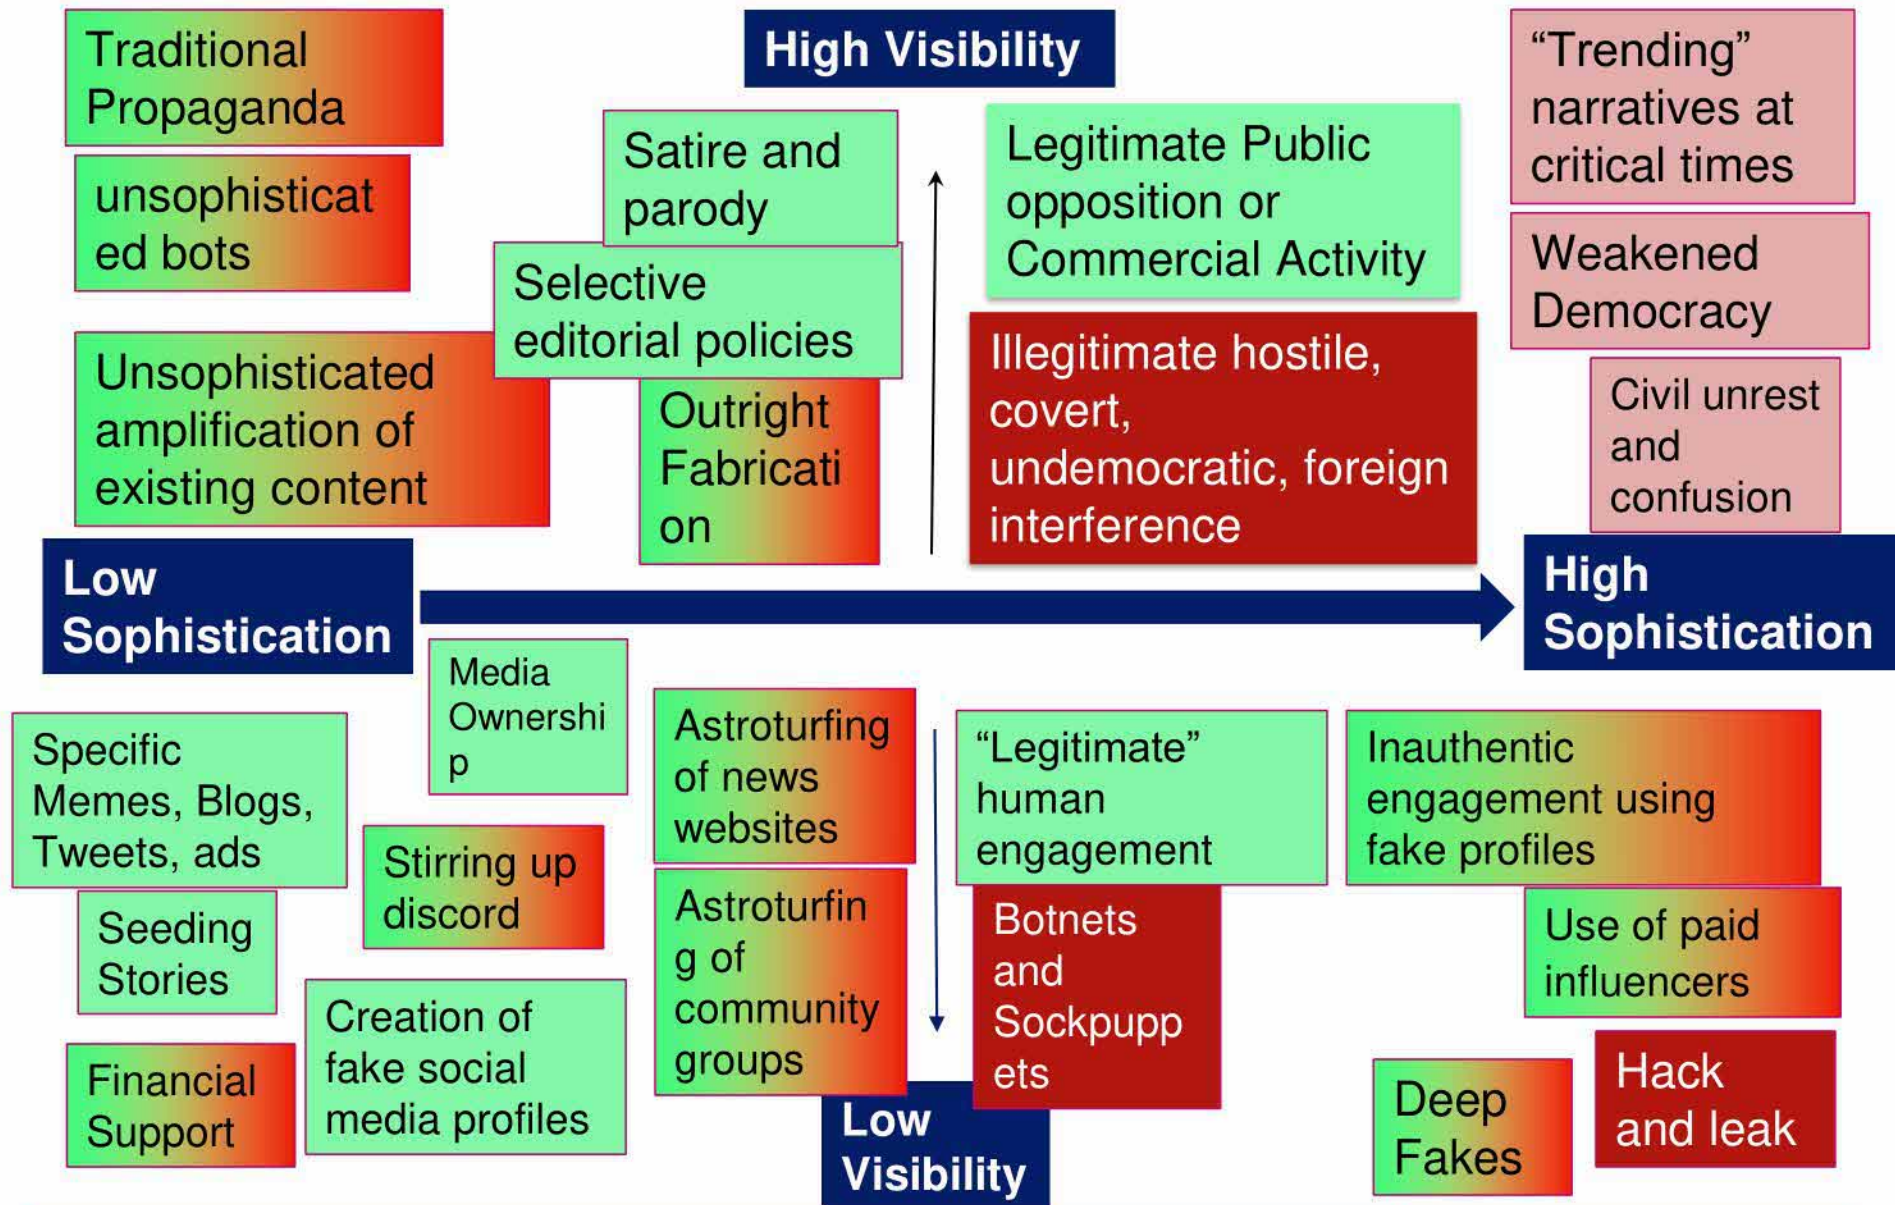 Traditional
Propaganda
unsophisticat
ed bots
Unsophisticated
amplification of
existing content
High Visibility
Satire and
parody
Selective
editorial policies
Outright
Fabricati
on
Legitimate Public
opposition or
Commercial Activity
Illegitimate hostile,
covert,
undemocratic, foreign
interference
“Trending”
narratives at
critical times
Weakened
Democracy
Civil unrest
and
confusion
Low
Sophistication
High
Sophistication
Media
Ownershi
p
Specific
Memes, Blogs,
Tweets, ads
Seeding
Stories
Stirring up
discord
Financial
Support
Creation of
fake social
media profiles
Astroturfing
of news
websites
Astroturfin
g of
community
groups
“Legitimate”
human
engagement
Botnets
and
Sockpupp
ets
Low
Visibility
Inauthentic
engagement using
fake profiles
Use of paid
influencers
Deep
Fakes
Hack
and leak